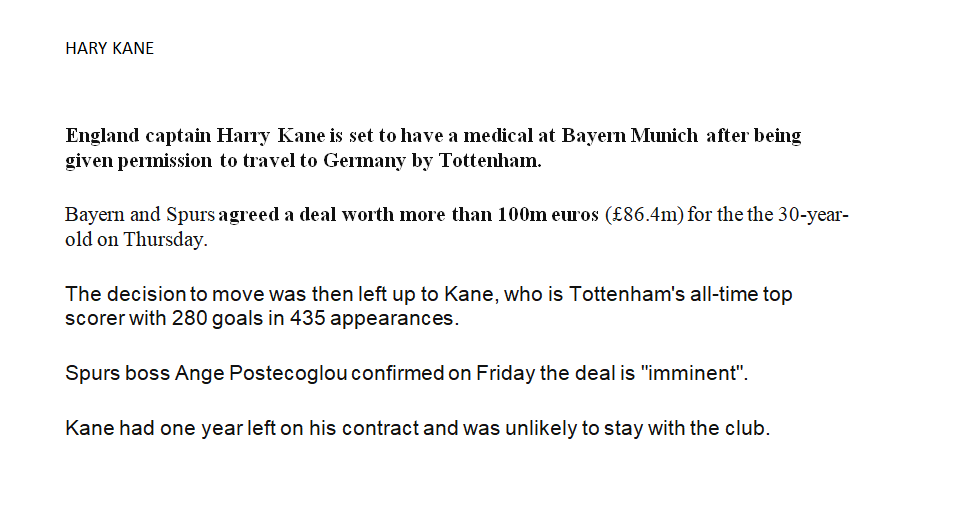 HARY KANE
England captain Harry Kane is set to have a medical at Bayern Munich after being
given permission to travel to Germany by Tottenham.
Bayern and Spurs agreed a deal worth more than 100m euros (£86.4m) for the the 30-year-
old on Thursday.
The decision to move was then left up to Kane, who is Tottenham's all-time top
scorer with 280 goals in 435 appearances.
Spurs boss Ange Postecoglou confirmed on Friday the deal is "imminent".
Kane had one year left on his contract and was unlikely to stay with the club.